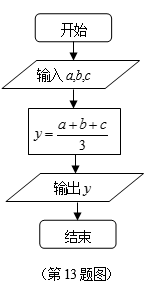 开始
输入 a,b,c
y = (a+b+c)/3
输出 y
结束
（第13题图）